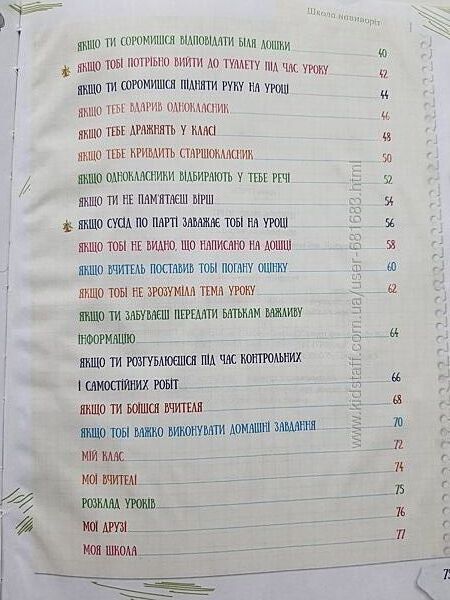 Школа навиворіт
ЯКЩО ТИ СОРОМИШСЯ ВІДПОВІДАТИ БІЛЯ ДОШКИ 40
ЯКЩО ТОБІ ПОТРІБНО ВИЙТИ ДО ТУАЛЕТУ ПІД ЧАС УРОКУ 42
ЯКЩО ТИ СОРОМИШСЯ ПІДНЯТИ РУКУ НА УРОЦІ 44
ЯКЩО ТЕБЕ ВДАРИВ ОДНОКЛАСНИК 46
ЯКЩО ТЕБЕ ДРАЖНЯТЬ У КЛАСІ 48
ЯКЩО ТЕБЕ КРИВДИТЬ СТАРШОКЛАСНИК 50
ЯКЩО ОДНОКЛАСНИКИ ВІДБИРАЮТЬ У ТЕБЕ РЕЧІ 52
ЯКЩО ТИ НЕ ПАМ'ЯТАЄШ ВІРШ 54
ЯКЩО СУСІД ПО ПАРТІ ЗАВАЖАЄ ТОБІ НА УРОЦІ 56
ЯКЩО ТОБІ НЕ ВИДНО, ЩО НАПИСАНО НА ДОШЦІ 58
ЯКЩО ВЧИТЕЛЬ ПОСТАВИВ ТОБІ ПОГАНУ ОЦІНКУ 60
ЯКЩО ТОБІ НЕ ЗРОЗУМІЛА ТЕМА УРОКУ 62
ЯКЩО ТИ ЗАБУВАЄШ ПЕРЕДАТИ БАТЬКАМ ВАЖЛИВУ
ІНФОРМАЦІЮ 64
ЯКЩО ТИ РОЗГУБЛЮЄШСЯ ПІД ЧАС КОНТРОЛЬНИХ
І САМОСТІЙНИХ РОБІТ 66
ЯКЩО ТИ БОЇШСЯ ВЧИТЕЛЯ 68
ЯКЩО ТОБІ ВАЖКО ВИКОНУВАТИ ДОМАШНІ ЗАВДАННЯ 70
МІЙ КЛАС 72
МОЇ ВЧИТЕЛІ 74
РОЗКЛАД УРОКІВ 75
МОЇ ДРУЗІ 76
МОЯ ШКОЛА 77
www.kidstaff.com.ua/user-681683.html